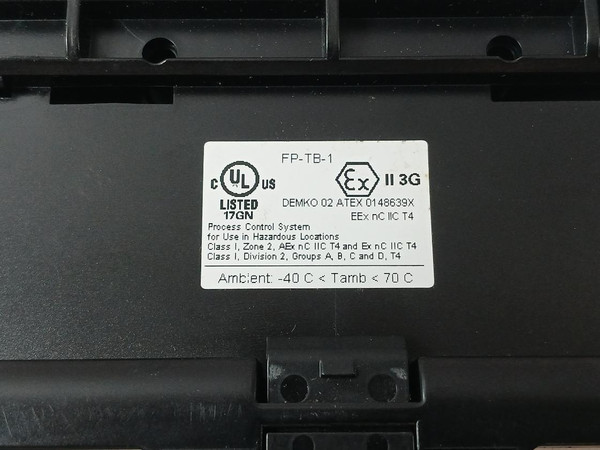 FP-TB-1
C UL US
LISTED
17GN
Ex II 3G
DEMKO 02 ATEX 0148639X
EEx nC IIC T4
Process Control System
for Use in Hazardous Locations
Class I, Zone 2, AEx nC IIC T4 and Ex nC IIC T4
Class I, Division 2, Groups A, B, C and D, T4
Ambient: -40 C < Tamb < 70 C